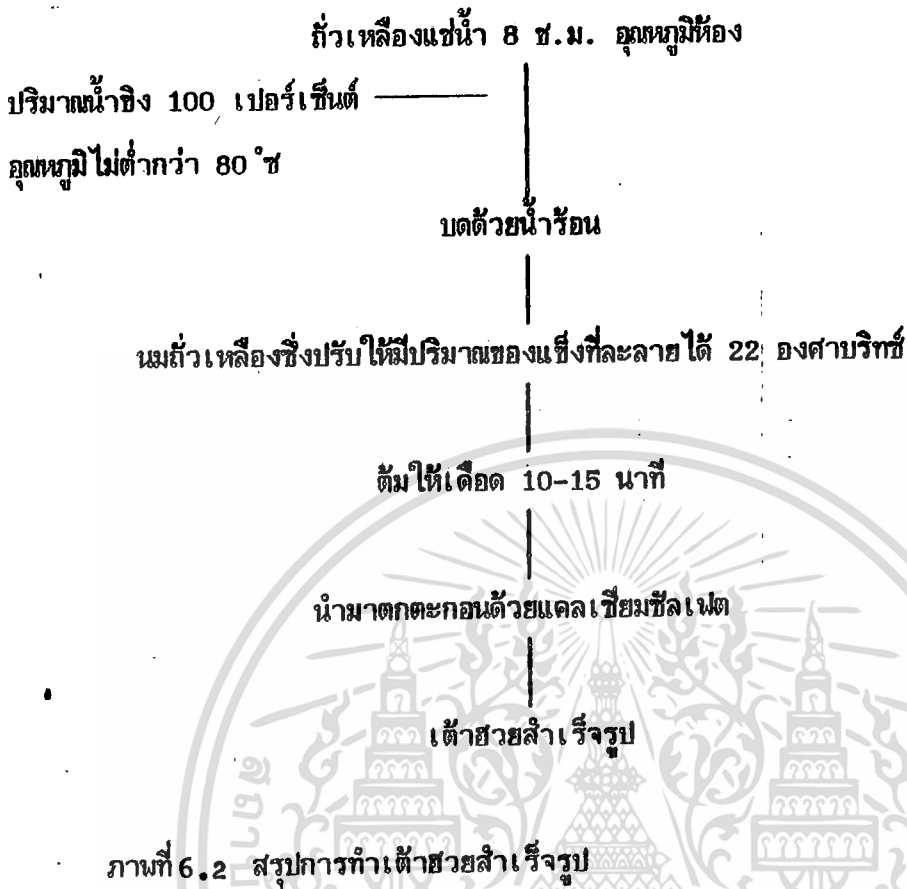 ถั่วเหลืองแช่น้ำ 8 ช.ม. อุณหภูมิห้อง
ปริมาณน้ำขิง 100 เปอร์เซ็นต์
อุณหภูมิไม่ต่ำกว่า 80 ํซ
บดด้วยน้ำร้อน
นมถั่วเหลืองซึ่งปรับให้มีปริมาณของแข็งที่ละลายได้ 22 องศาบริทซ์
ต้มให้เดือด 10-15 นาที
นำมาตกตะกอนด้วยแคลเซียมซัลเฟต
เต้าฮวยสำเร็จรูป
ภาพที่ 6.2 สรุปการทำเต้าฮวยสำเร็จรูป